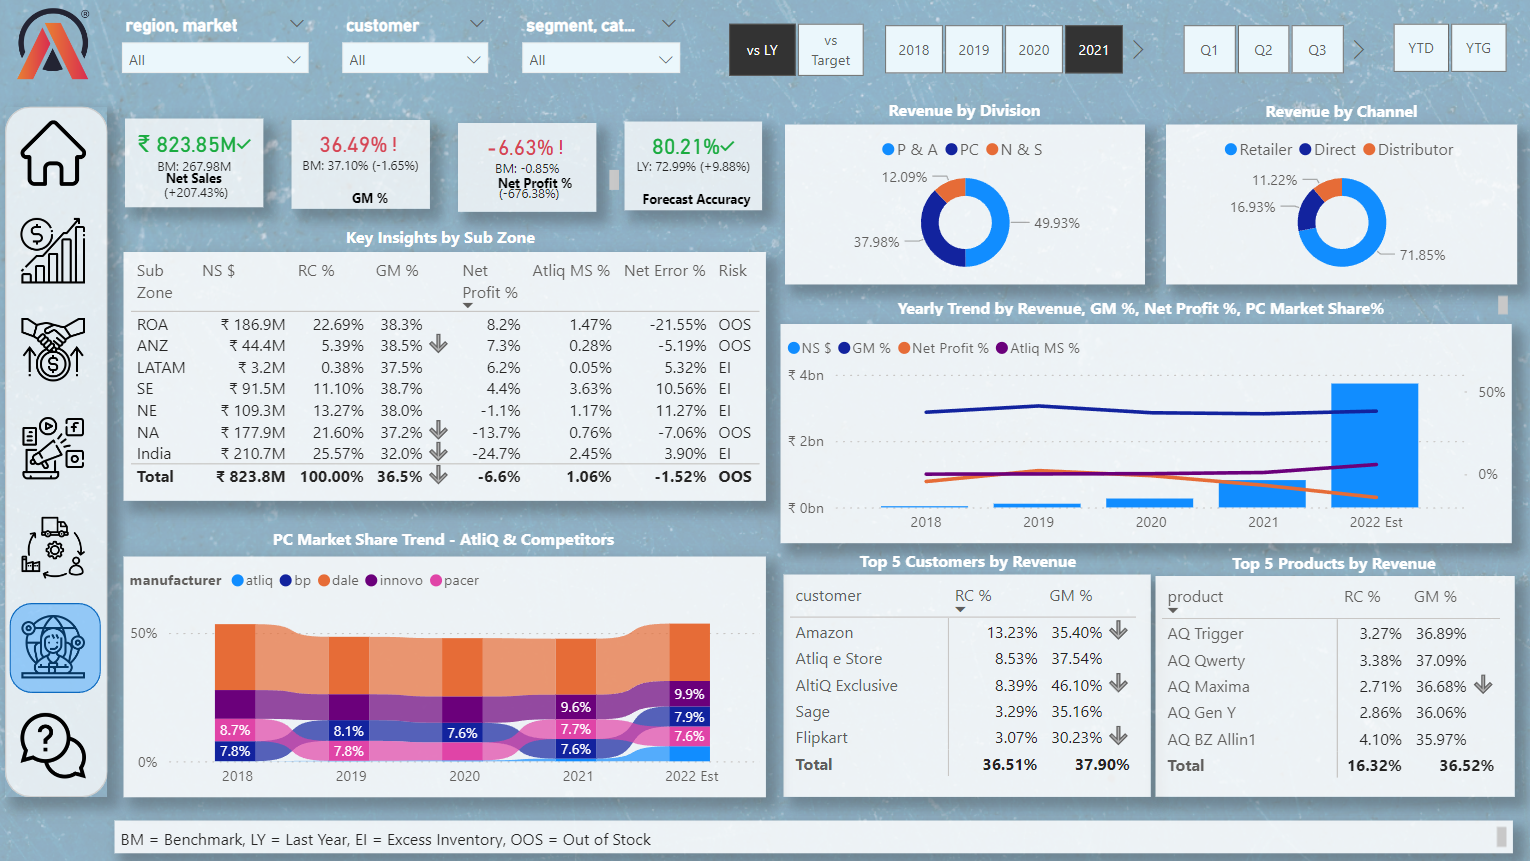 ®
region, market
customer
segment, cat...
All
All
All
vs LY
vs Target
2018
2019
2020
2021
Q1
Q2
Q3
YTD
YTG
₹ 823.85M
BM: 267.98M
Net Sales
(+207.43%)
36.49% !
BM: 37.10% (-1.65%)
GM %
-6.63% !
BM: -0.85%
Net Profit %
(-676.38%)
80.21%
LY: 72.99% (+9.88%)
Forecast Accuracy
Revenue by Division
P & A PC N & S
12.09%
49.93%
37.98%
Revenue by Channel
Retailer Direct Distributor
11.22%
16.93%
71.85%
Key Insights by Sub Zone
Sub Zone NS $ RC % GM % Net Profit % Atliq MS % Net Error % Risk
ROA ₹ 186.9M 22.69% 38.3% 8.2% 1.47% -21.55% OOS
ANZ ₹ 44.4M 5.39% 38.5% 7.3% 0.28% -5.19% OOS
LATAM ₹ 3.2M 0.38% 37.5% 6.2% 0.05% 5.32% EI
SE ₹ 91.5M 11.10% 38.7% 4.4% 3.63% 10.56% EI
NE ₹ 109.3M 13.27% 38.0% -1.1% 1.17% 11.27% EI
NA ₹ 177.9M 21.60% 37.2% -13.7% 0.76% -7.06% OOS
India ₹ 210.7M 25.57% 32.0% -24.7% 2.45% 3.90% EI
Total ₹ 823.8M 100.00% 36.5% -6.6% 1.06% -1.52% OOS
Yearly Trend by Revenue, GM %, Net Profit %, PC Market Share%
NS $ GM % Net Profit % Atliq MS %
₹ 4bn
50%
₹ 2bn
0%
₹ 0bn
2018 2019 2020 2021 2022 Est
PC Market Share Trend - AtliQ & Competitors
manufacturer atliq bp dale innovo pacer
50%
9.9%
9.6%
7.9%
8.7% 8.1% 7.6% 7.7% 7.6%
7.8% 7.8% 7.6%
0%
2018 2019 2020 2021 2022 Est
Top 5 Customers by Revenue
customer RC % GM %
Amazon 13.23% 35.40%
Atliq e Store 8.53% 37.54%
AltiQ Exclusive 8.39% 46.10%
Sage 3.29% 35.16%
Flipkart 3.07% 30.23%
Total 36.51% 37.90%
Top 5 Products by Revenue
product RC % GM %
AQ Trigger 3.27% 36.89%
AQ Qwerty 3.38% 37.09%
AQ Maxima 2.71% 36.68%
AQ Gen Y 2.86% 36.06%
AQ BZ Allin1 4.10% 35.97%
Total 16.32% 36.52%
BM = Benchmark, LY = Last Year, EI = Excess Inventory, OOS = Out of Stock